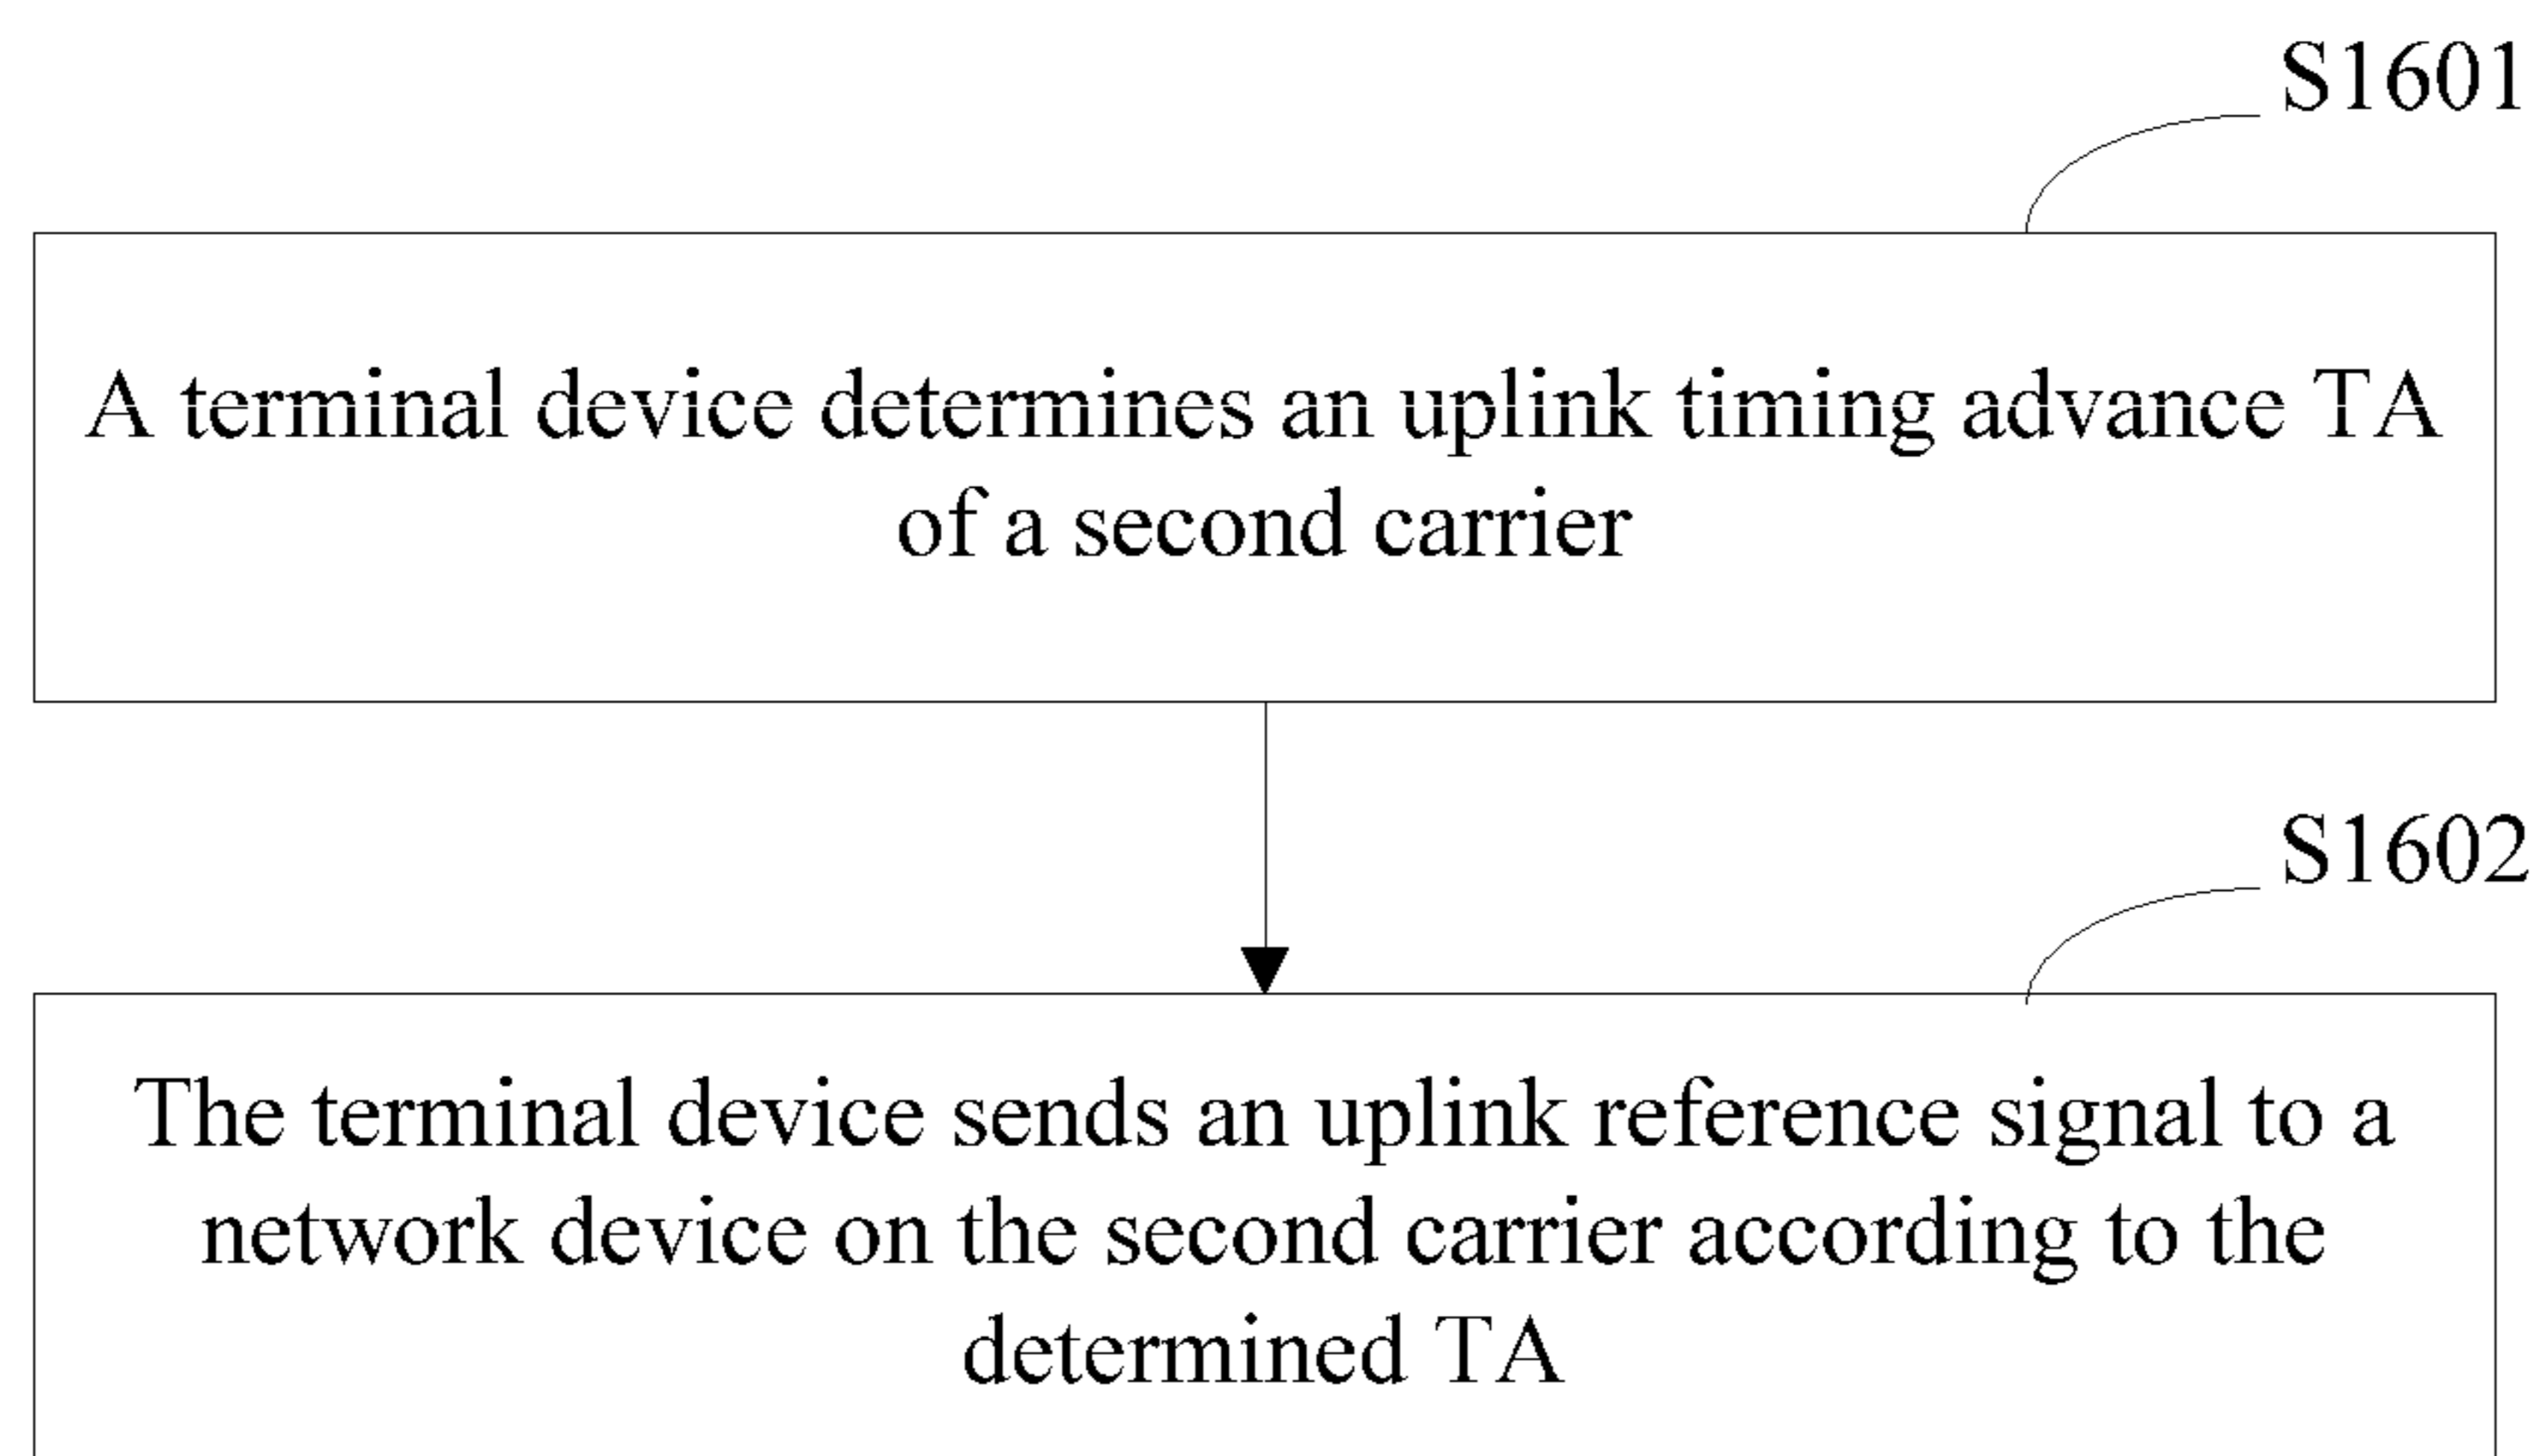 S1601
A terminal device determines an uplink timing advance TA
of a second carrier
S1602
The terminal device sends an uplink reference signal to a
network device on the second carrier according to the
determined TA